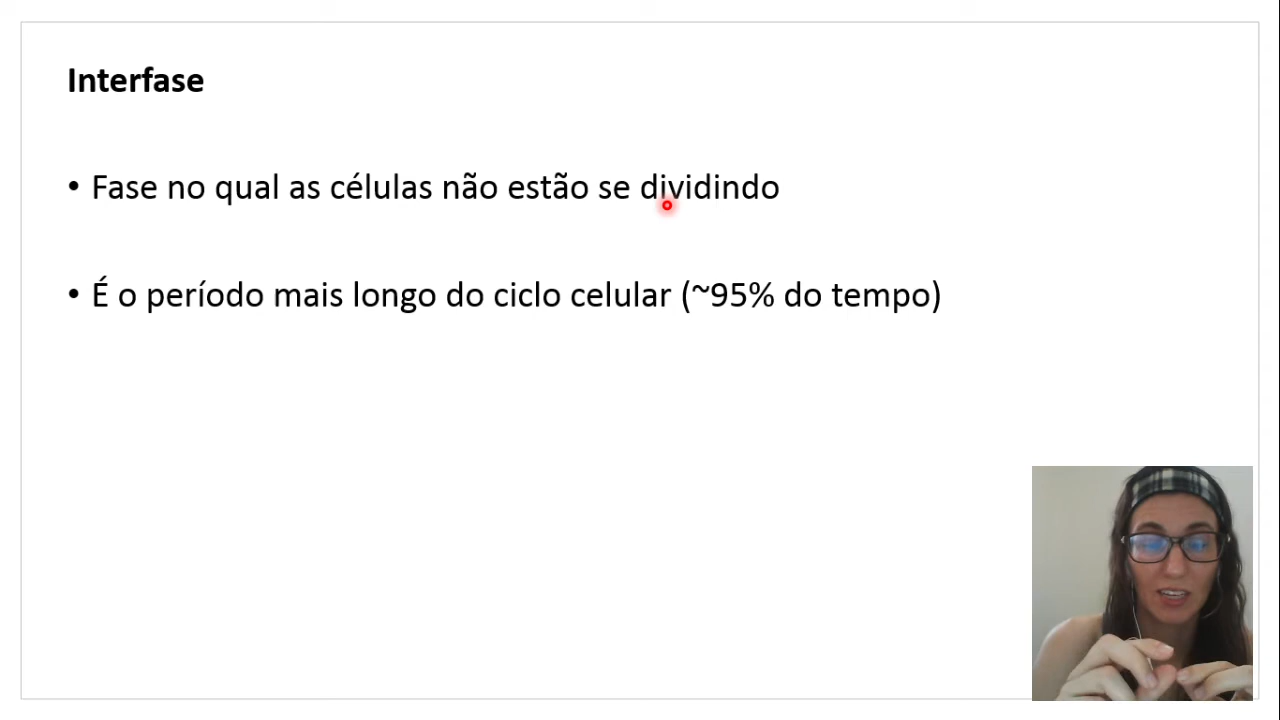 Interfase
• Fase no qual as células não estão se dividindo
• É o período mais longo do ciclo celular (~95% do tempo)